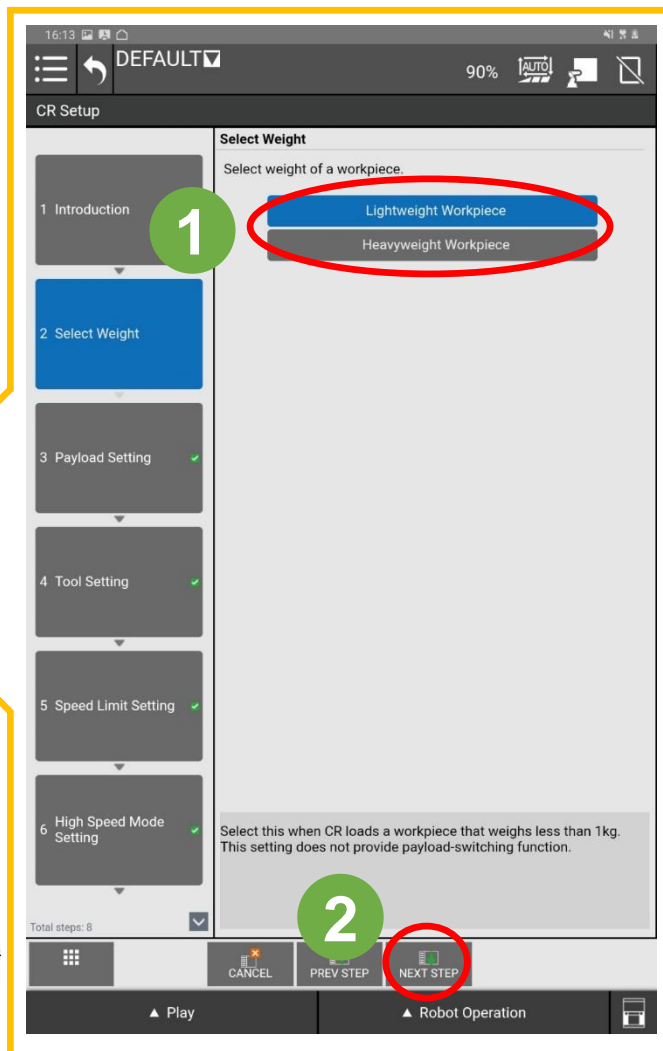 16:13
DEFAULT
90%
AUTO
CR Setup
Select Weight
Select weight of a workpiece.
1 Introduction
1
Lightweight Workpiece
Heavyweight Workpiece
2 Select Weight
3 Payload Setting
4 Tool Setting
5 Speed Limit Setting
6 High Speed Mode
Setting
Select this when CR loads a workpiece that weighs less than 1kg.
This setting does not provide payload-switching function.
Total steps: 8
2
CANCEL
PREV STEP
NEXT STEP
▲ Play
▲ Robot Operation